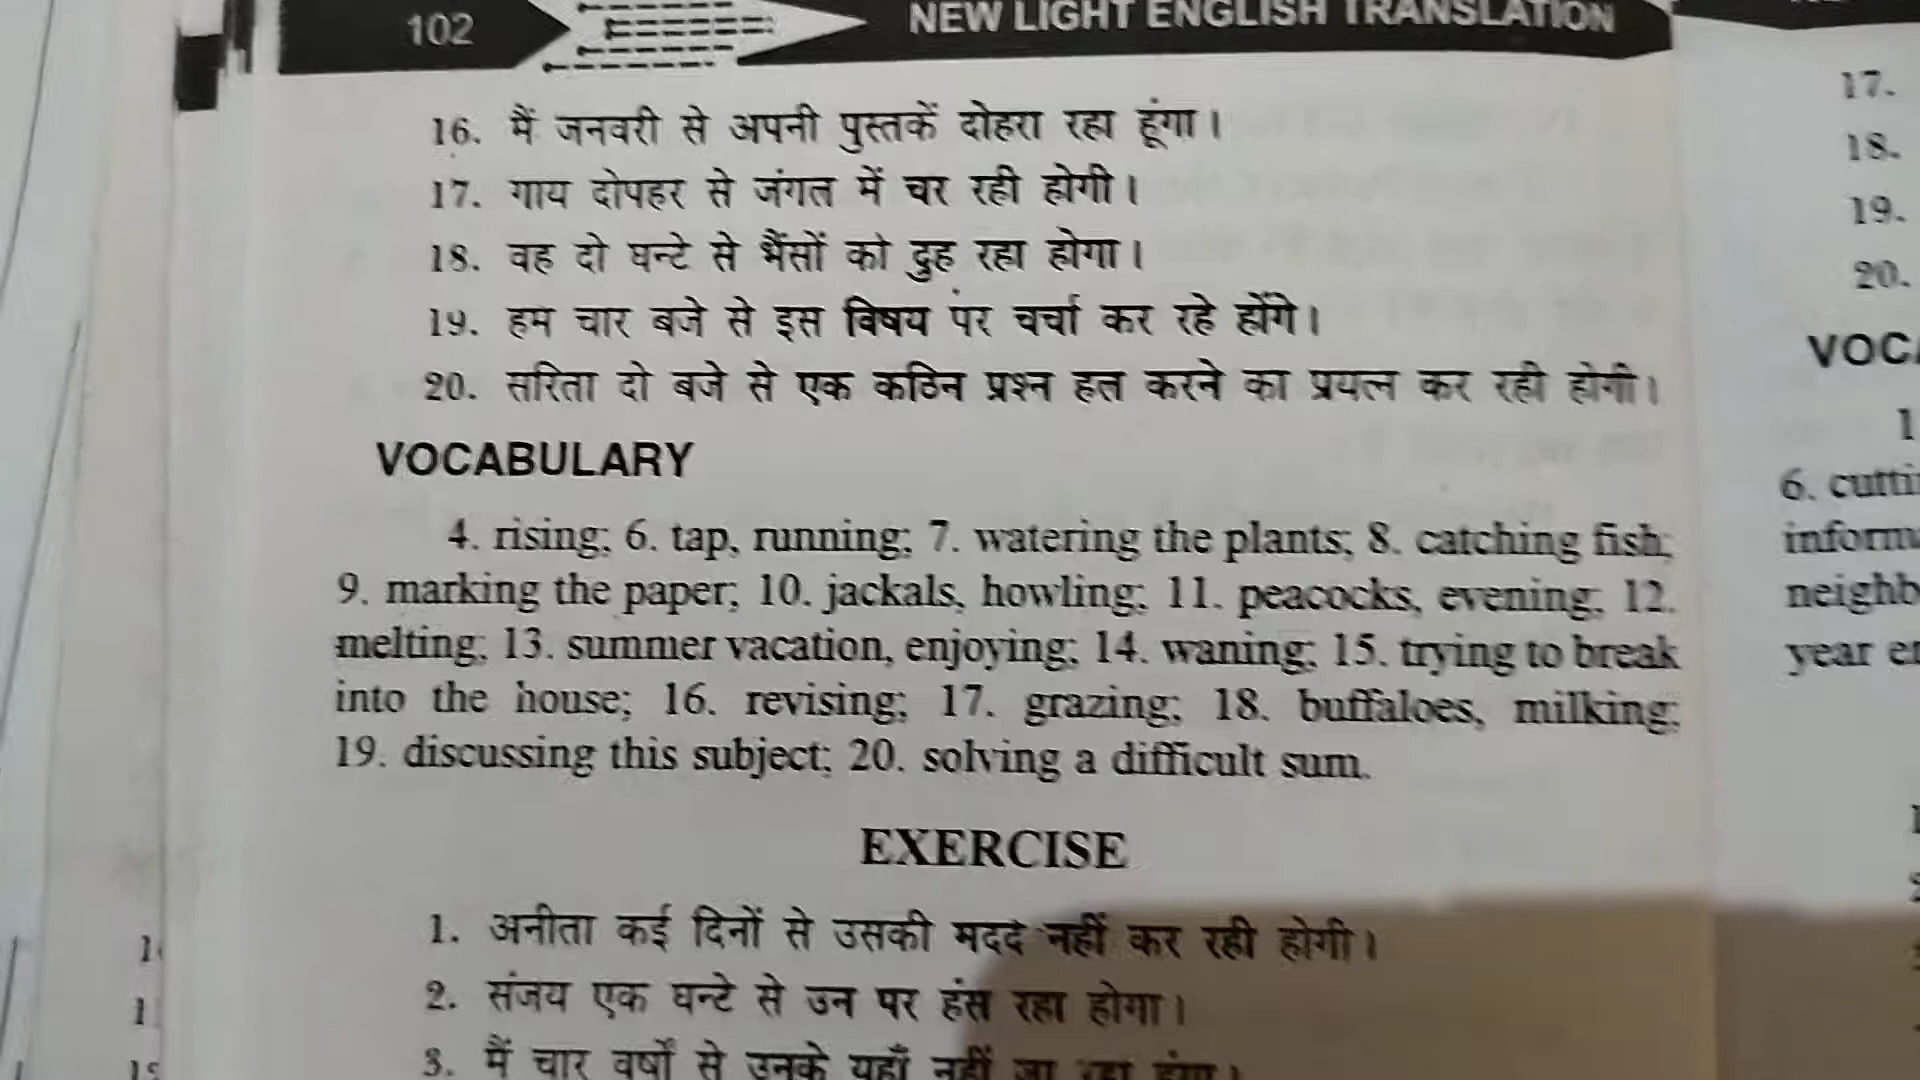 102 NEW LIGHT ENGLISH TRANSLATION
16. मैं जनवरी से अपनी पुस्तकें दोहरा रहा हूंगा।
17. गाय दोपहर से जंगल में चर रही होगी।
18. वह दो घन्टे से भैंसों को दुह रहा होगा।
19. हम चार बजे से इस विषय पर चर्चा कर रहे होंगे।
20. सरिता दो बजे से एक कठिन प्रश्न हल करने का प्रयत्न कर रही होगी।
VOCABULARY
4. rising; 6. tap, running; 7. watering the plants; 8. catching fish;
9. marking the paper; 10. jackals, howling; 11. peacocks, evening; 12.
melting; 13. summer vacation, enjoying; 14. waning; 15. trying to break
into the house; 16. revising; 17. grazing; 18. buffaloes, milking;
19. discussing this subject; 20. solving a difficult sum.
EXERCISE
1. अनीता कई दिनों से उसकी मदद नहीं कर रही होगी।
2. संजय एक घन्टे से उन पर हंस रहा होगा।
3. मैं चार वर्षों से उनके यहाँ नहीं जा रहा हूंगा।
17.
18.
19.
20.
6.
year